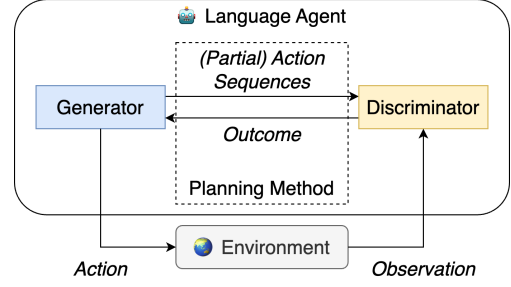 Language Agent
(Partial) Action
Sequences
Generator
Discriminator
Outcome
Planning Method
Environment
Action
Observation